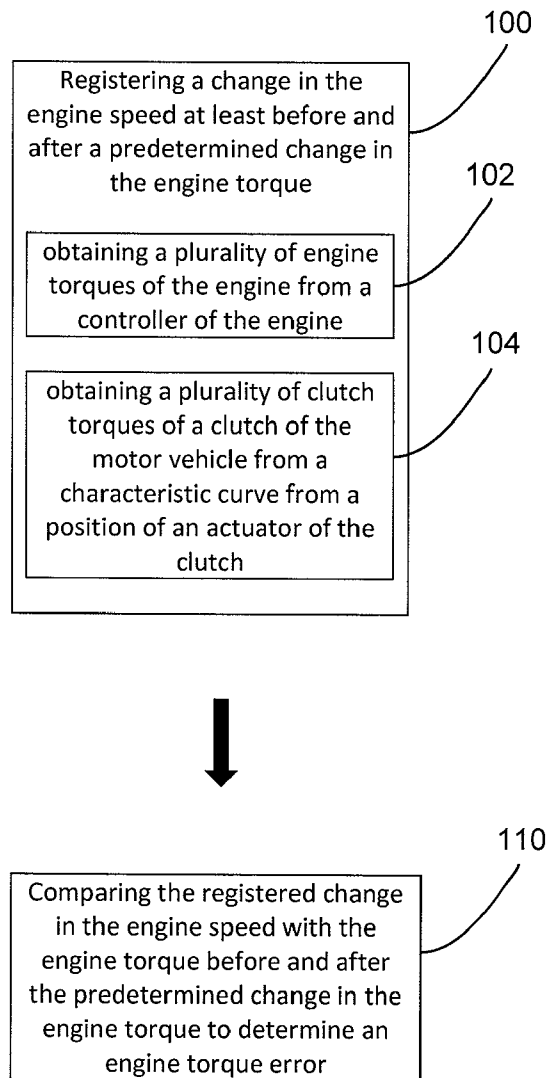 100
Registering a change in the
engine speed at least before and
after a predetermined change in
the engine torque
102
obtaining a plurality of engine
torques of the engine from a
controller of the engine
104
obtaining a plurality of clutch
torques of a clutch of the
motor vehicle from a
characteristic curve from a
position of an actuator of the
clutch
110
Comparing the registered change
in the engine speed with the
engine torque before and after
the predetermined change in the
engine torque to determine an
engine torque error